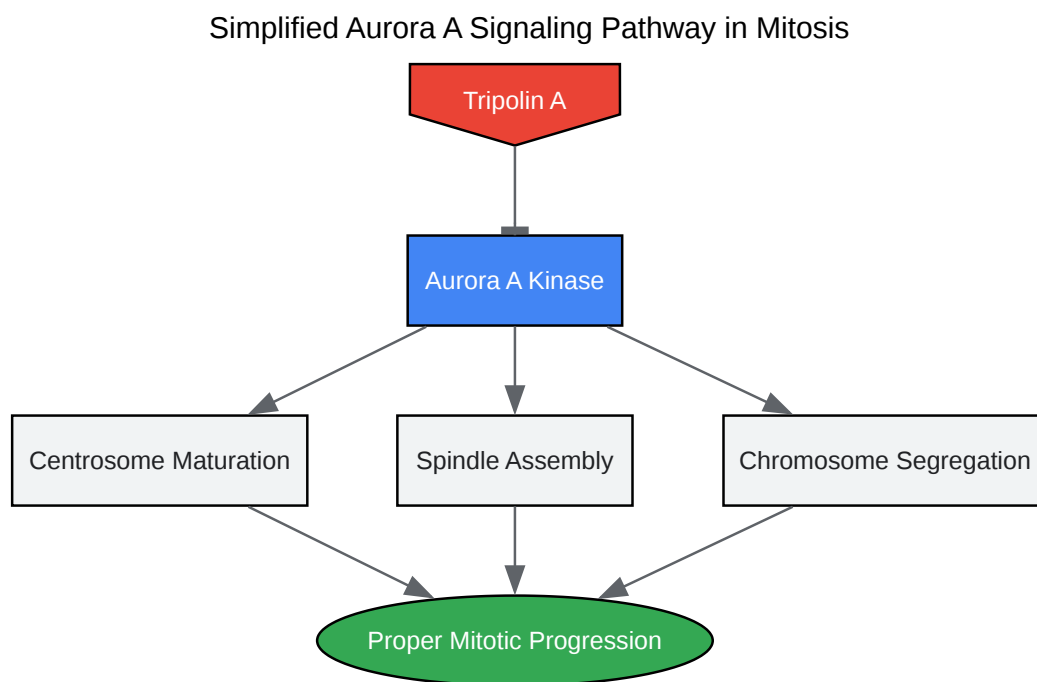 Simplified Aurora A Signaling Pathway in Mitosis
Tripolin A
Aurora A Kinase
Centrosome Maturation
Spindle Assembly
Chromosome Segregation
Proper Mitotic Progression